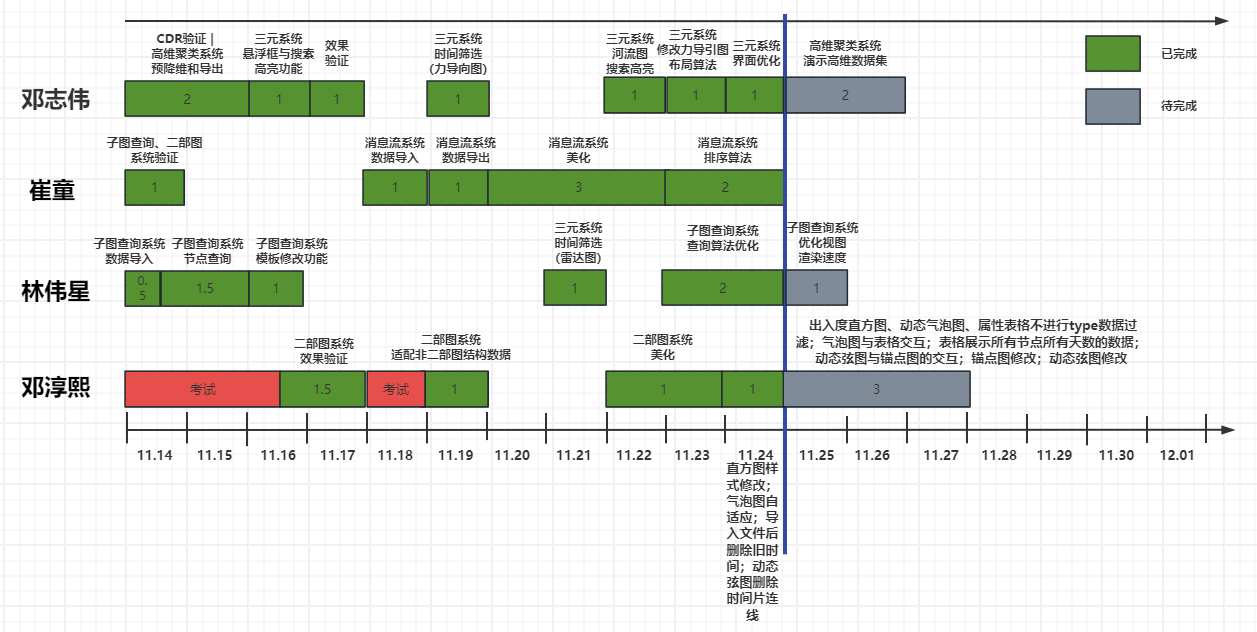 CDR验证 |
高维聚类系统
预降维和导出
三元系统
悬浮框与搜索
高亮功能
效果
验证
三元系统
时间筛选
(力导向图)
三元系统
河流图
搜索高亮
三元系统
修改力导引图
布局算法
三元系统
界面优化
高维聚类系统
演示高维数据集
已完成
待完成
邓志伟
2
1
1
1
1
1
1
2
子图查询、二部图
系统验证
消息流系统
数据导入
消息流系统
数据导出
消息流系统
美化
消息流系统
排序算法
崔童
1
1
1
3
2
子图查询系统
数据导入
子图查询系统
节点查询
子图查询系统
模板修改功能
三元系统
时间筛选
(雷达图)
子图查询系统
查询算法优化
子图查询系统
优化视图
渲染速度
林伟星
0.
5
1.5
1
1
2
1
二部图系统
效果验证
二部图系统
适配非二部图结构数据
二部图系统
美化
出入度直方图、动态气泡图、属性表格不进行type数据过
滤；气泡图与表格交互；表格展示所有节点所有天数的数据；
动态弦图与锚点图的交互；锚点图修改；动态弦图修改
邓淳熙
考试
1.5
考试
1
1
1
3
11.14
11.15
11.16
11.17
11.18
11.19
11.20
11.21
11.22
11.23
11.24
11.25
11.26
11.27
11.28
11.29
11.30
12.01
直方图样
式修改；
气泡图自
适应；导
入文件后
删除旧时
间；动态
弦图删除
时间片连
线